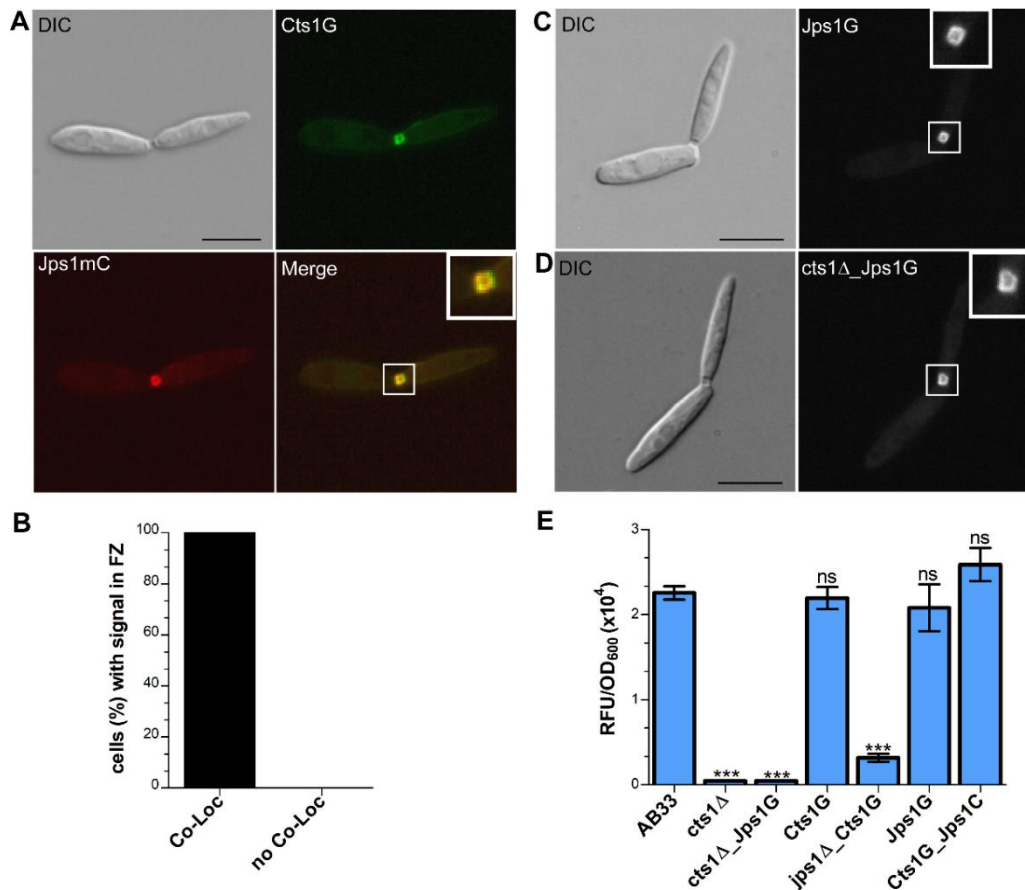 A
DIC
Cts1G
Jps1mC
Merge
C
DIC
Jps1G
D
DIC
cts1Δ_Jps1G
B
cells (%) with signal in FZ
100
80
60
40
20
0
Co-Loc
no Co-Loc
E
RFU/OD600 (x10⁴)
3
2
1
0
***
***
ns
***
ns
ns
AB33
cts1Δ
cts1Δ_Jps1G
Cts1G
jps1Δ_Cts1G
Jps1G
Cts1G_Jps1C